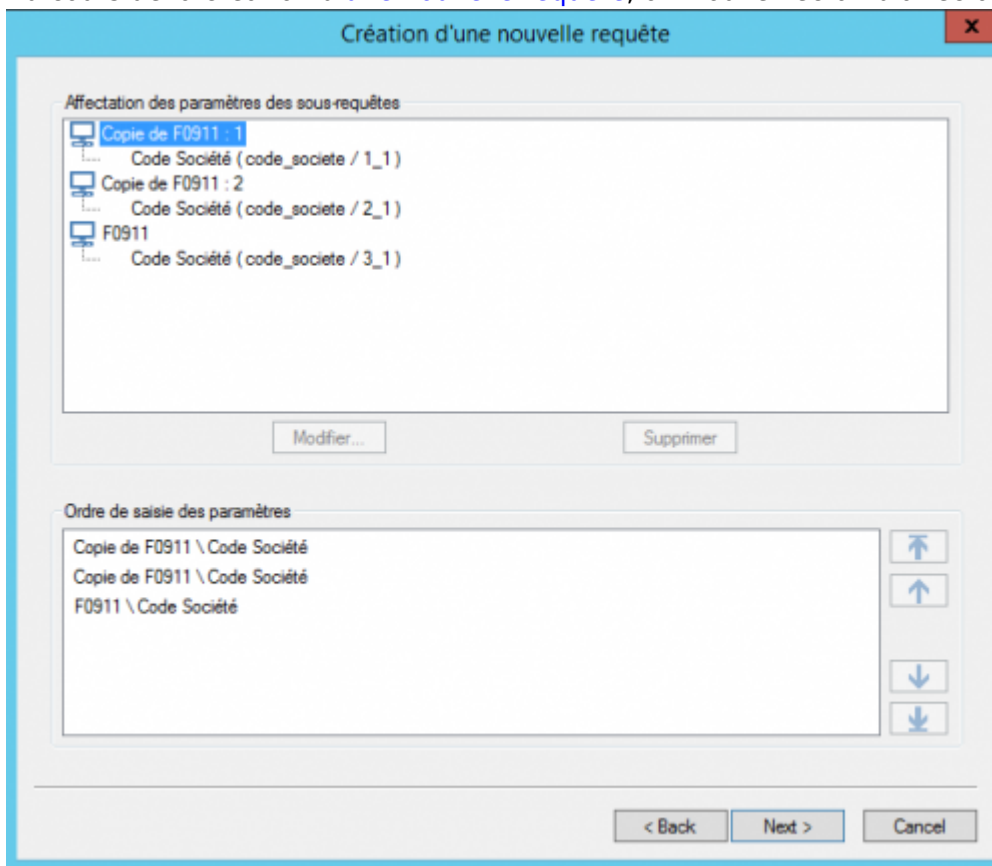 Création d'une nouvelle requête
x
Affectation des paramètres des sous-requêtes
Copie de F0911 : 1
Code Société ( code_societe / 1_1 )
Copie de F0911 : 2
Code Société ( code_societe / 2_1 )
F0911
Code Société ( code_societe / 3_1 )
Modifier...
Supprimer
Ordre de saisie des paramètres
Copie de F0911 \ Code Société
Copie de F0911 \ Code Société
F0911 \ Code Société
< Back
Next >
Cancel